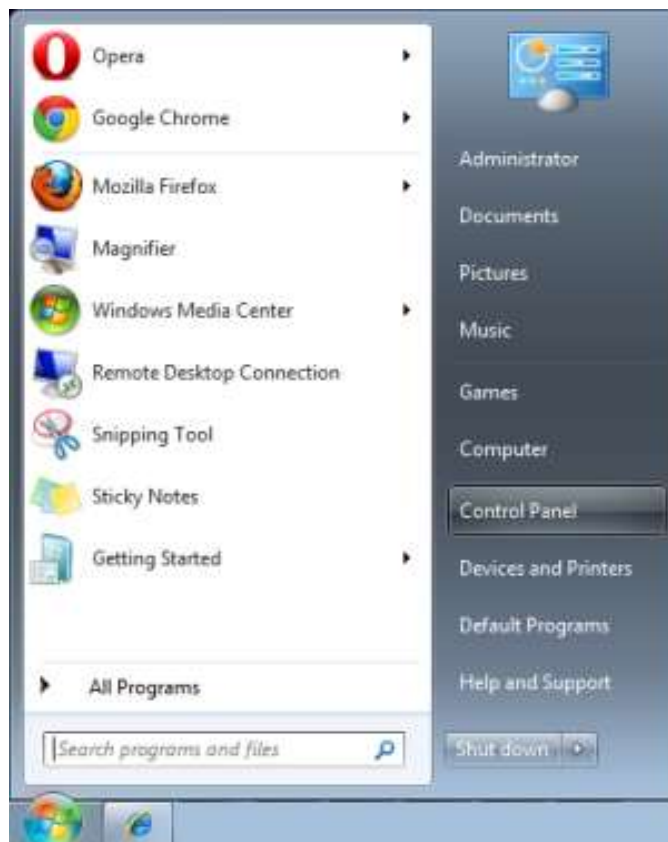 Opera
Google Chrome
Mozilla Firefox
Magnifier
Windows Media Center
Remote Desktop Connection
Snipping Tool
Sticky Notes
Getting Started
All Programs
Search programs and files
Administrator
Documents
Pictures
Music
Games
Computer
Control Panel
Devices and Printers
Default Programs
Help and Support
Shut down